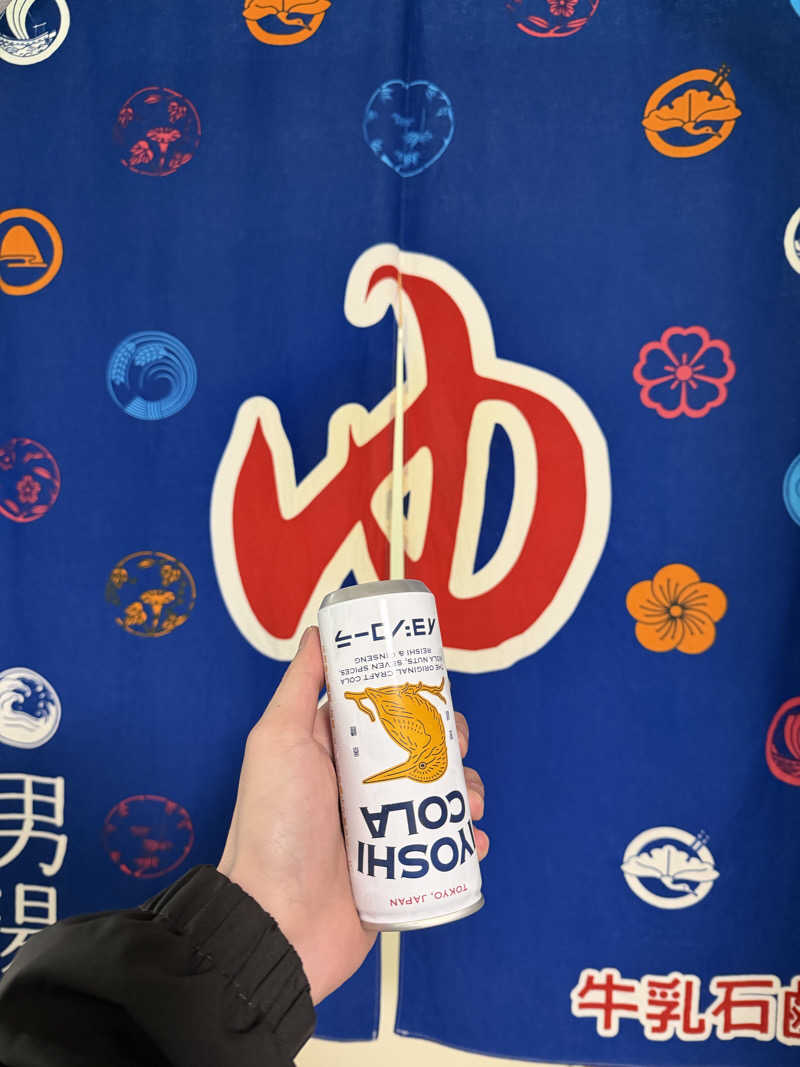 ゆ
男
TOKYO, JAPAN
IYOSHI
COLA
THE ORIGINAL CRAFT COLA
KOLA NUTS, SEVEN SPICES,
REISHI & GINSENG
イヨシコーラ
牛乳石